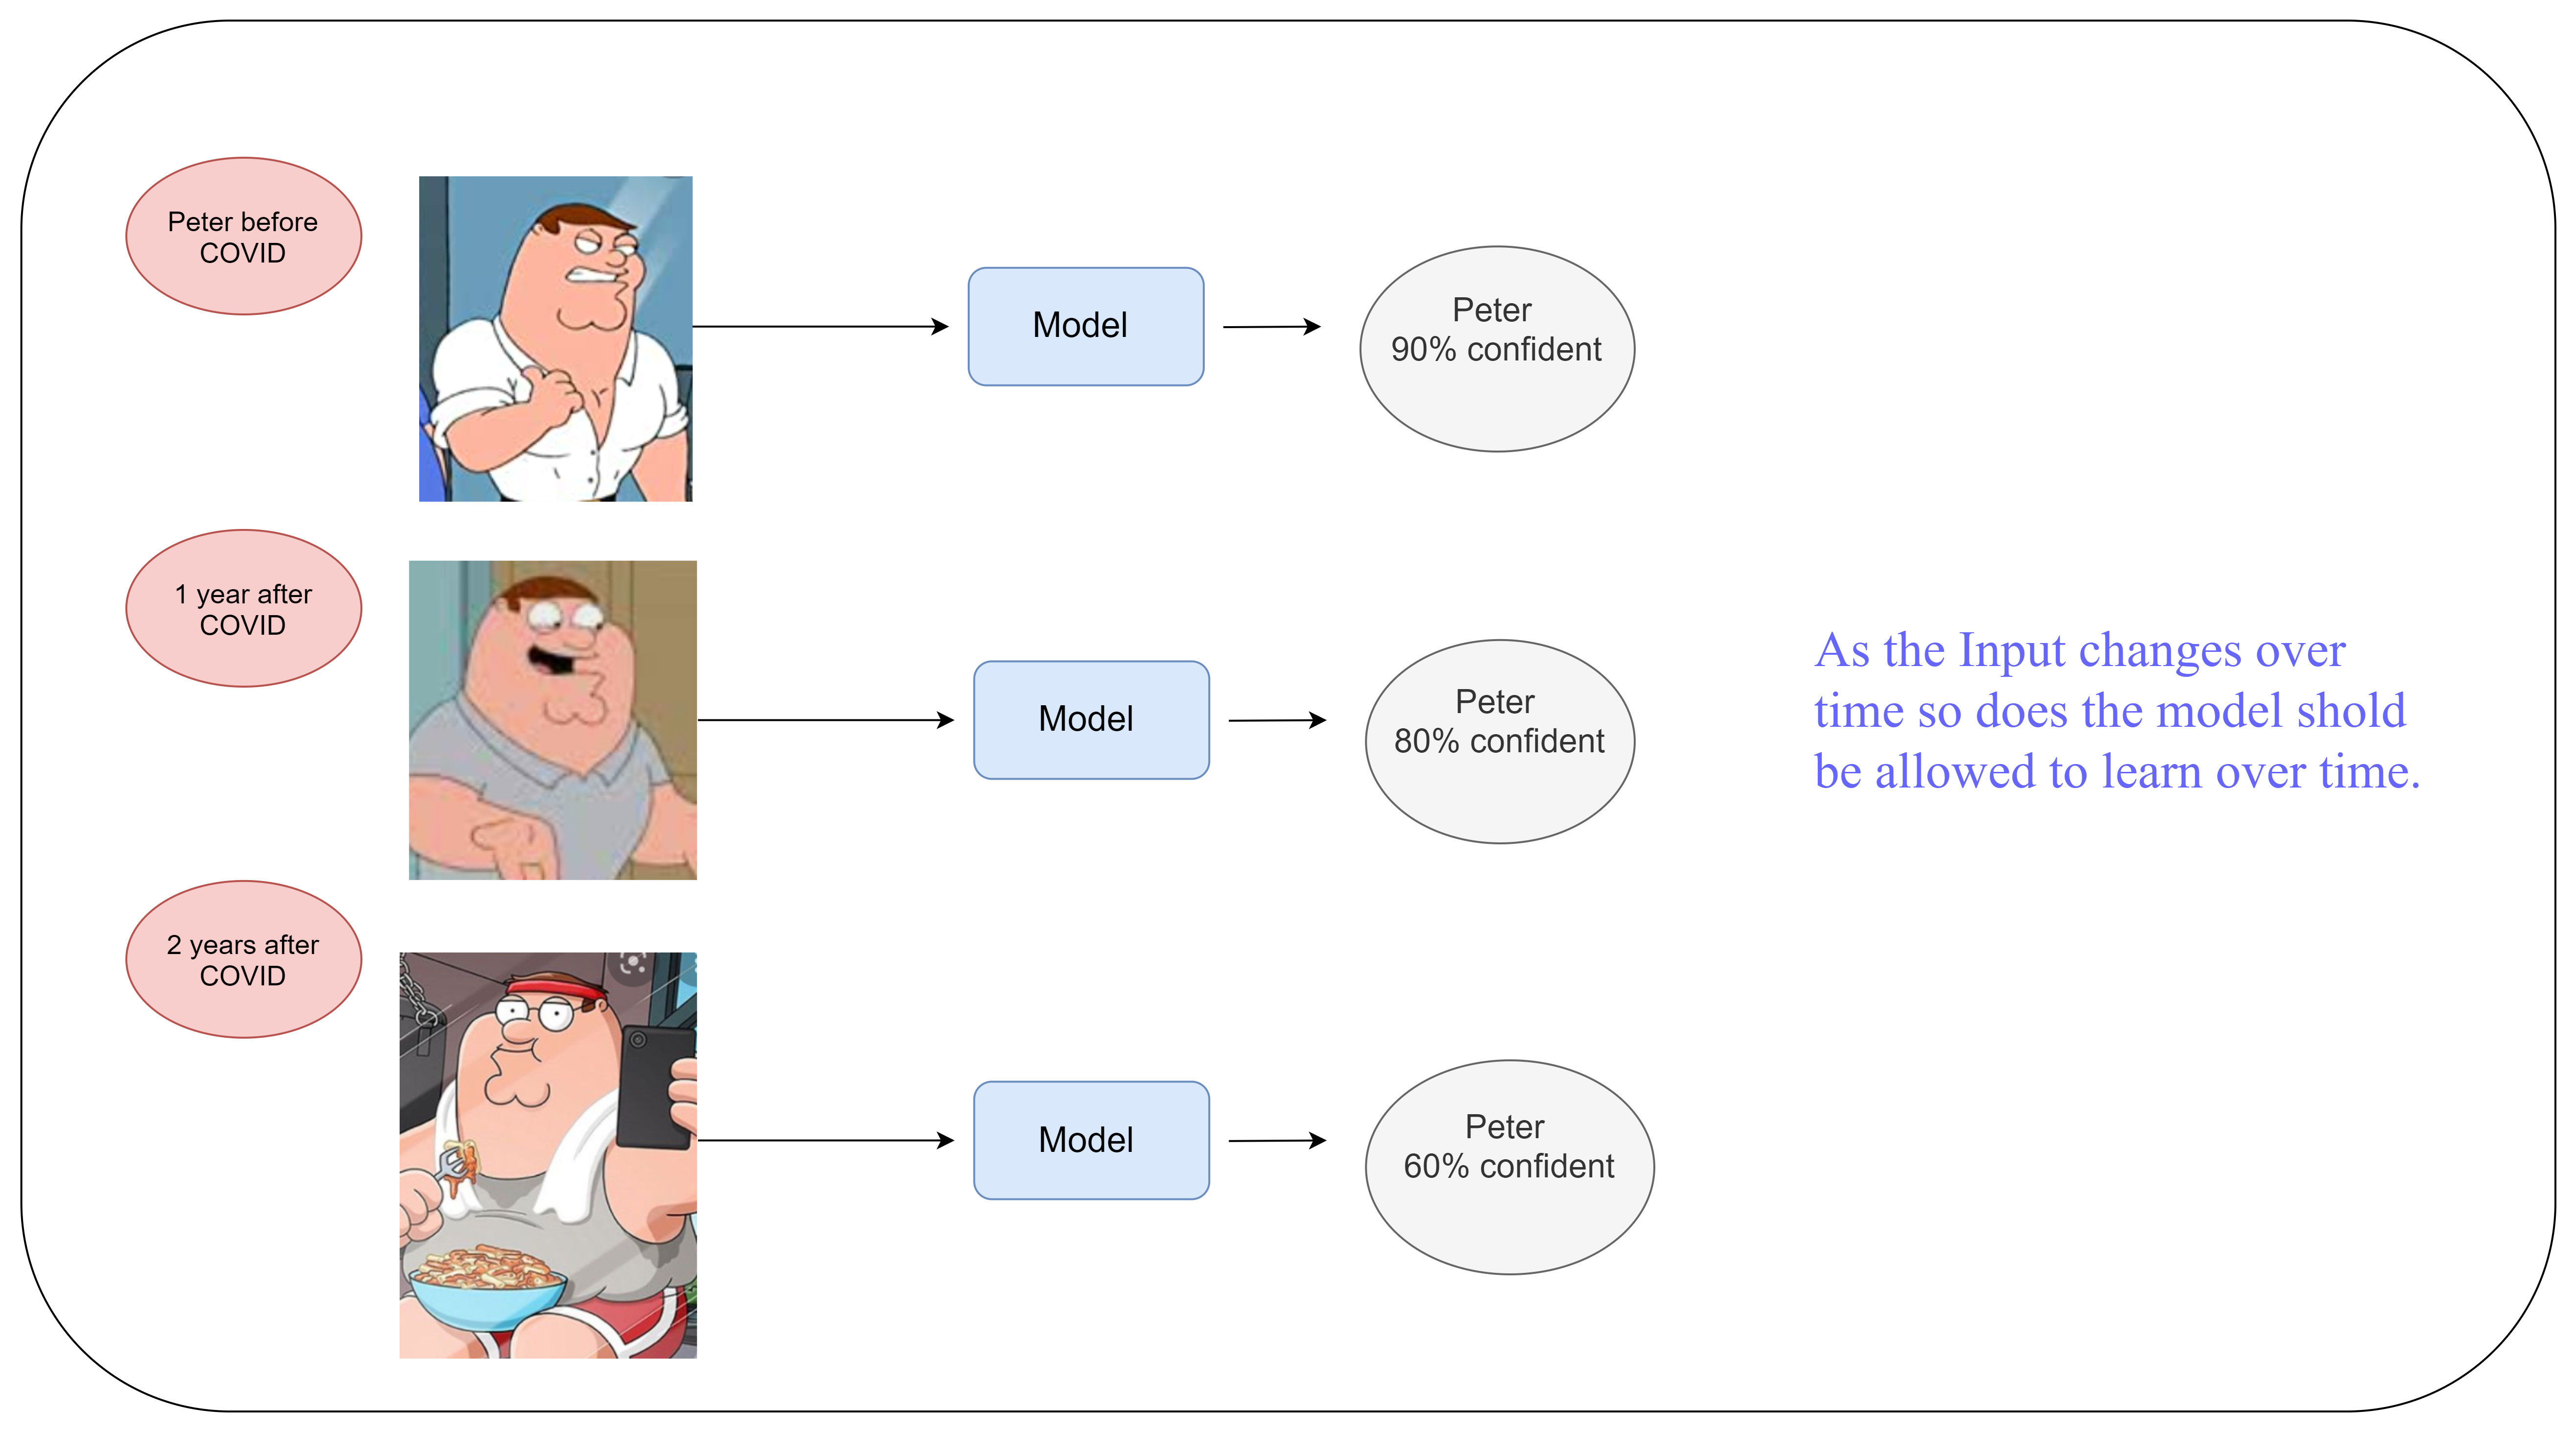 Peter before
COVID
Model
Peter
90% confident
1 year after
COVID
Model
Peter
80% confident
As the Input changes over
time so does the model shold
be allowed to learn over time.
2 years after
COVID
Model
Peter
60% confident